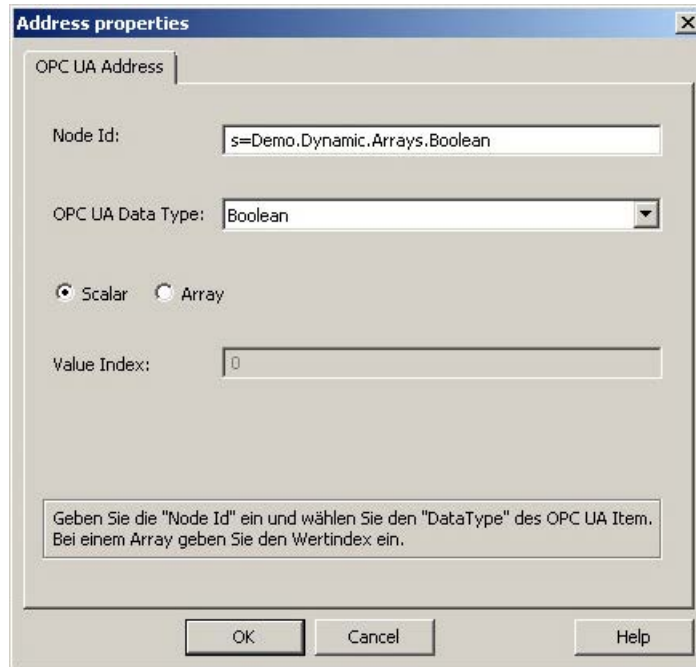 Address properties
OPC UA Address
Node Id: s=Demo.Dynamic.Arrays.Boolean
OPC UA Data Type: Boolean
Scalar Array
Value Index: 0
Geben Sie die "Node Id" ein und wählen Sie den "DataType" des OPC UA Item.
Bei einem Array geben Sie den Wertindex ein.
OK Cancel Help